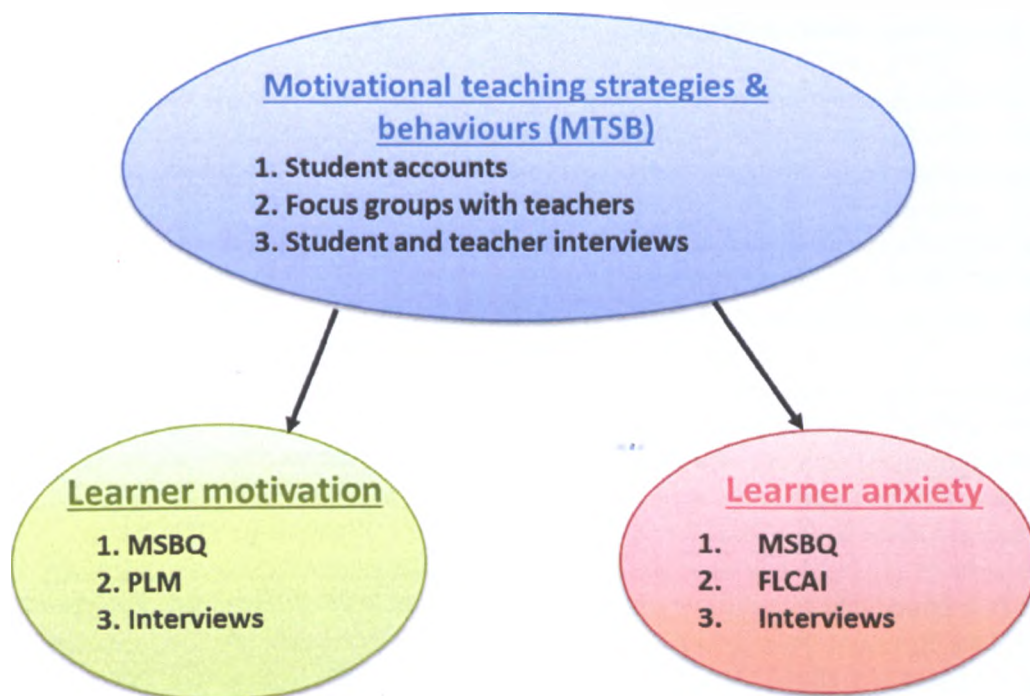 Motivational teaching strategies &
behaviours (MTSB)
1. Student accounts
2. Focus groups with teachers
3. Student and teacher interviews
Learner motivation
1. MSBQ
2. PLM
3. Interviews
Learner anxiety
1. MSBQ
2. FLCAI
3. Interviews